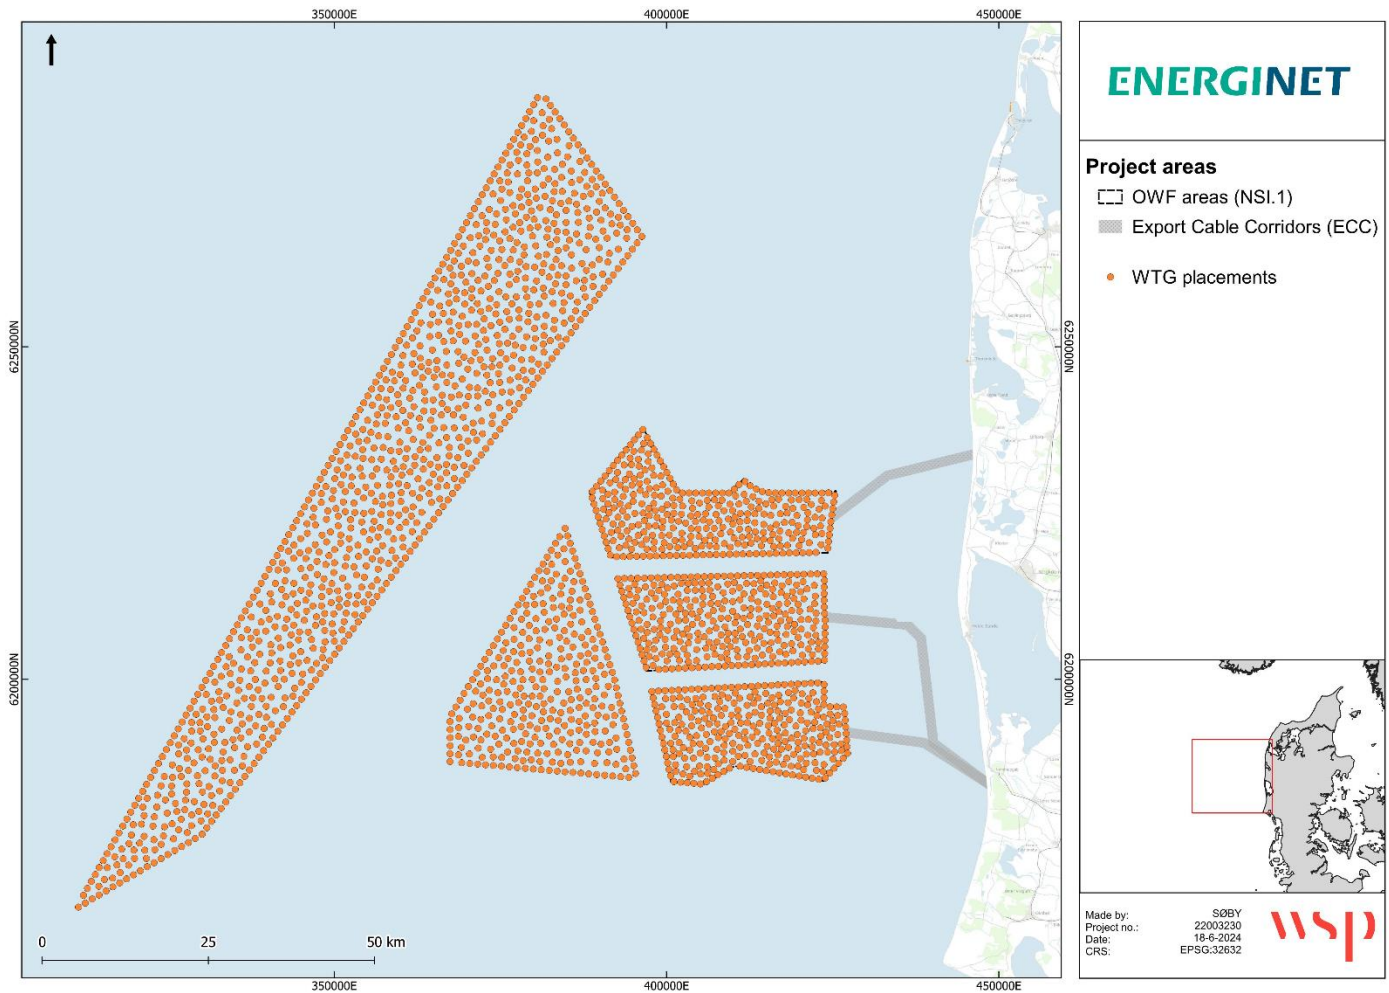 350000E
400000E
450000E
6250000N
6250000N
6200000N
6200000N
0
25
50 km
350000E
400000E
450000E
ENERGINET
Project areas
OWF areas (NSI.1)
Export Cable Corridors (ECC)
WTG placements
Made by: SØBY
Project no.: 22003230
Date: 18-6-2024
CRS: EPSG:32632
wsp